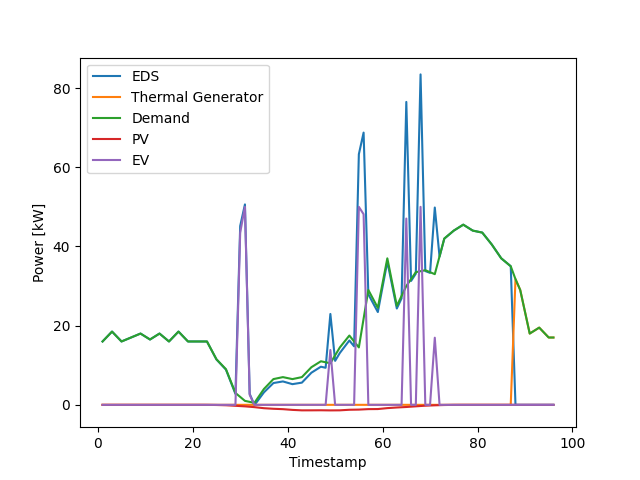 EDS
Thermal Generator
Demand
PV
EV
80
60
40
20
0
Power [kW]
0 20 40 60 80 100
Timestamp